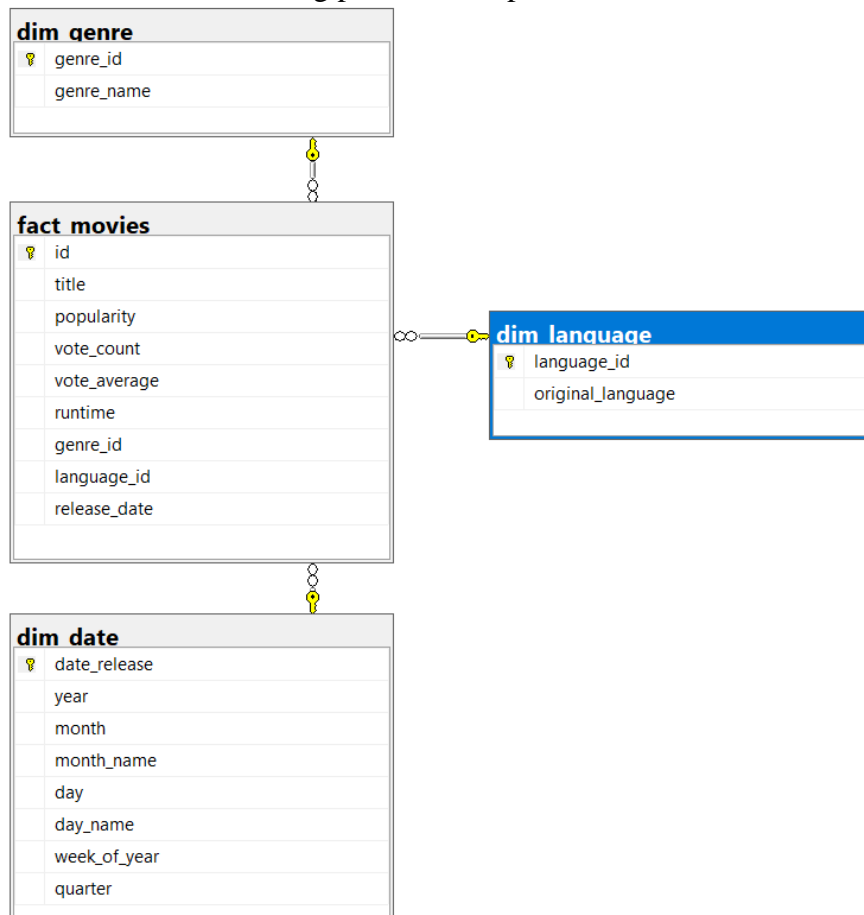 dim_genre
genre_id
genre_name
fact_movies
id
title
popularity
vote_count
vote_average
runtime
genre_id
language_id
release_date
dim_language
language_id
original_language
dim_date
date_release
year
month
month_name
day
day_name
week_of_year
quarter